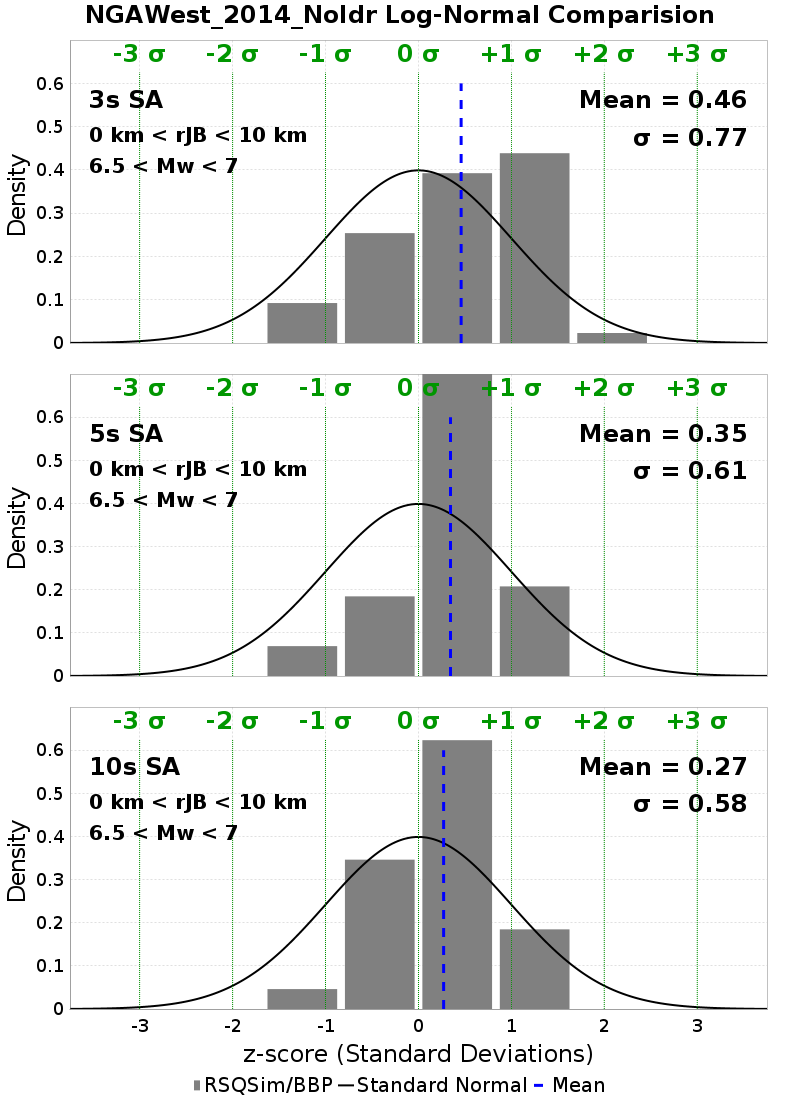 NGAWest_2014_NoIdr Log-Normal Comparision
-3 σ -2 σ -1 σ 0 σ +1 σ +2 σ +3 σ
3s SA
0 km < rJB < 10 km
6.5 < Mw < 7
Mean = 0.46
σ = 0.77
Density
0.6
0.5
0.4
0.3
0.2
0.1
0
-3 σ -2 σ -1 σ 0 σ +1 σ +2 σ +3 σ
5s SA
0 km < rJB < 10 km
6.5 < Mw < 7
Mean = 0.35
σ = 0.61
Density
0.6
0.5
0.4
0.3
0.2
0.1
0
-3 σ -2 σ -1 σ 0 σ +1 σ +2 σ +3 σ
10s SA
0 km < rJB < 10 km
6.5 < Mw < 7
Mean = 0.27
σ = 0.58
Density
0.6
0.5
0.4
0.3
0.2
0.1
0
-3 -2 -1 0 1 2 3
z-score (Standard Deviations)
RSQSim/BBP Standard Normal Mean